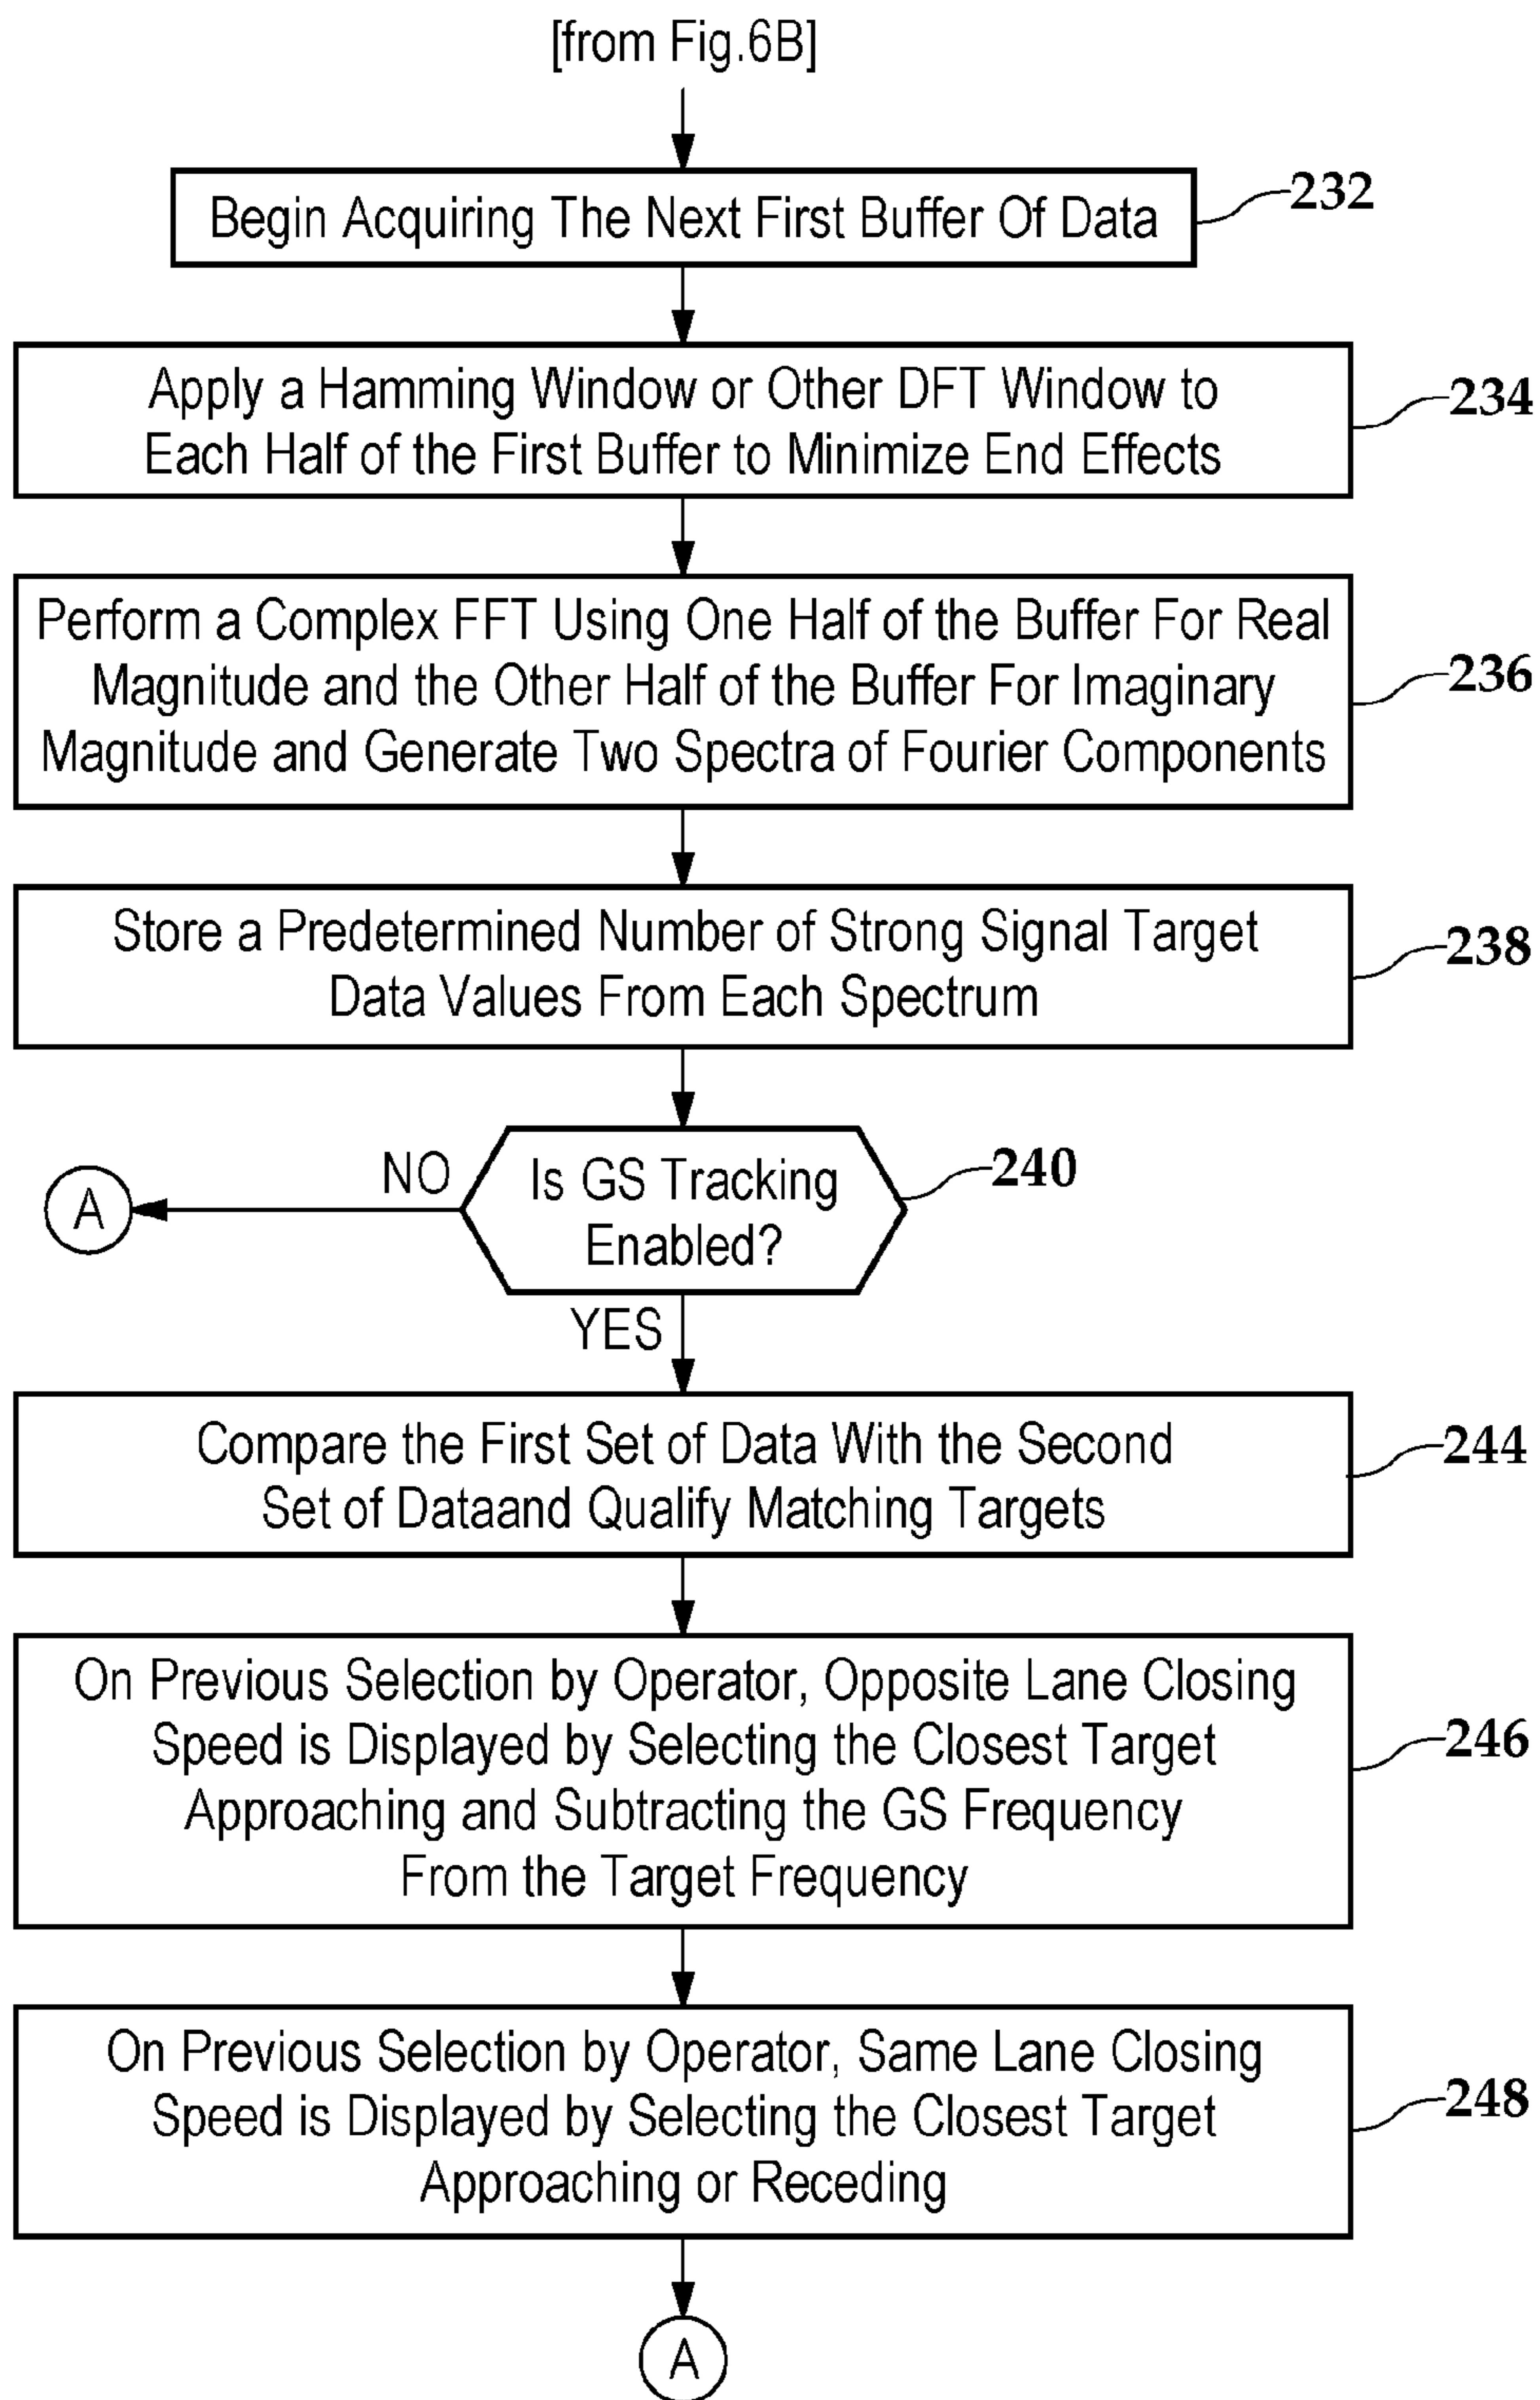 [from Fig.6B]
Begin Acquiring The Next First Buffer Of Data
232
Apply a Hamming Window or Other DFT Window to
Each Half of the First Buffer to Minimize End Effects
234
Perform a Complex FFT Using One Half of the Buffer For Real
Magnitude and the Other Half of the Buffer For Imaginary
Magnitude and Generate Two Spectra of Fourier Components
236
Store a Predetermined Number of Strong Signal Target
Data Values From Each Spectrum
238
Is GS Tracking
Enabled?
240
NO
A
YES
Compare the First Set of Data With the Second
Set of Dataand Qualify Matching Targets
244
On Previous Selection by Operator, Opposite Lane Closing
Speed is Displayed by Selecting the Closest Target
Approaching and Subtracting the GS Frequency
From the Target Frequency
246
On Previous Selection by Operator, Same Lane Closing
Speed is Displayed by Selecting the Closest Target
Approaching or Receding
248
A